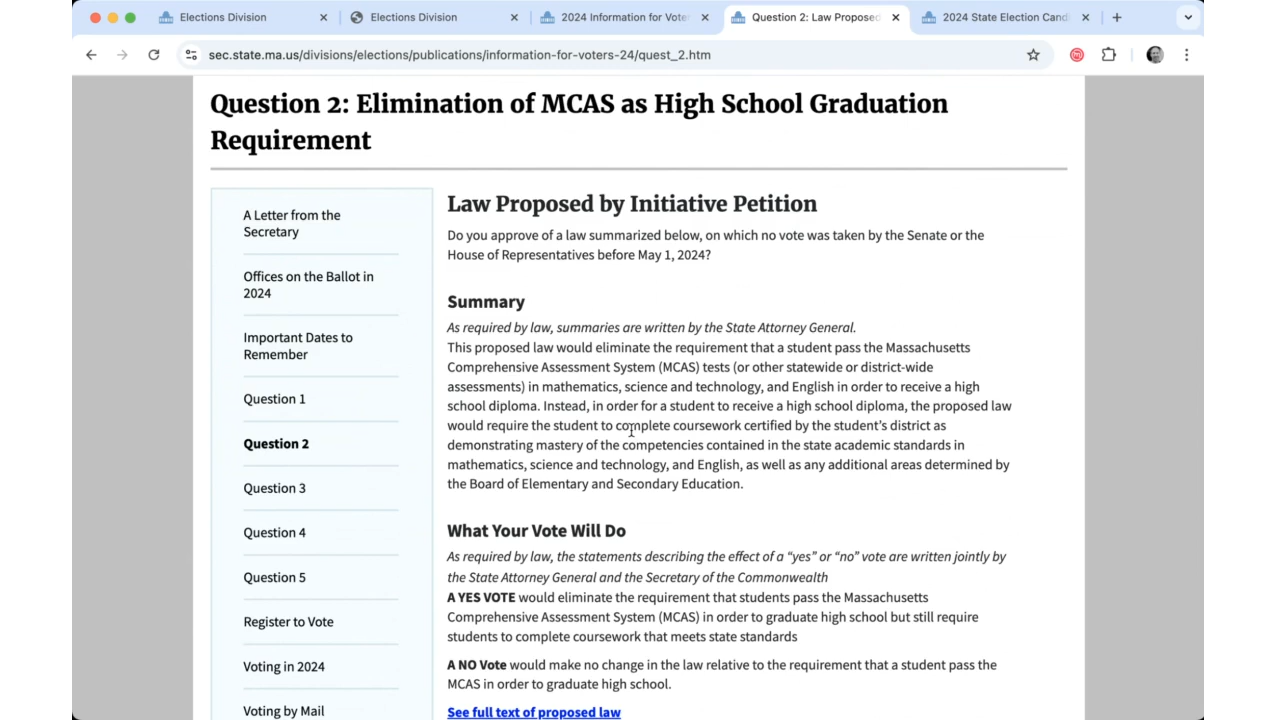 Elections Division
Elections Division
2024 Information for Vote
Question 2: Law Proposed
2024 State Election Cand
sec.state.ma.us/divisions/elections/publications/information-for-voters-24/quest_2.htm
Question 2: Elimination of MCAS as High School Graduation
Requirement
A Letter from the
Secretary
Offices on the Ballot in
2024
Important Dates to
Remember
Question 1
Question 2
Question 3
Question 4
Question 5
Register to Vote
Voting in 2024
Voting by Mail
Law Proposed by Initiative Petition
Do you approve of a law summarized below, on which no vote was taken by the Senate or the
House of Representatives before May 1, 2024?
Summary
As required by law, summaries are written by the State Attorney General.
This proposed law would eliminate the requirement that a student pass the Massachusetts
Comprehensive Assessment System (MCAS) tests (or other statewide or district-wide
assessments) in mathematics, science and technology, and English in order to receive a high
school diploma. Instead, in order for a student to receive a high school diploma, the proposed law
would require the student to complete coursework certified by the student’s district as
demonstrating mastery of the competencies contained in the state academic standards in
mathematics, science and technology, and English, as well as any additional areas determined by
the Board of Elementary and Secondary Education.
What Your Vote Will Do
As required by law, the statements describing the effect of a “yes” or “no” vote are written jointly by
the State Attorney General and the Secretary of the Commonwealth
A YES VOTE would eliminate the requirement that students pass the Massachusetts
Comprehensive Assessment System (MCAS) in order to graduate high school but still require
students to complete coursework that meets state standards
A NO Vote would make no change in the law relative to the requirement that a student pass the
MCAS in order to graduate high school.
See full text of proposed law